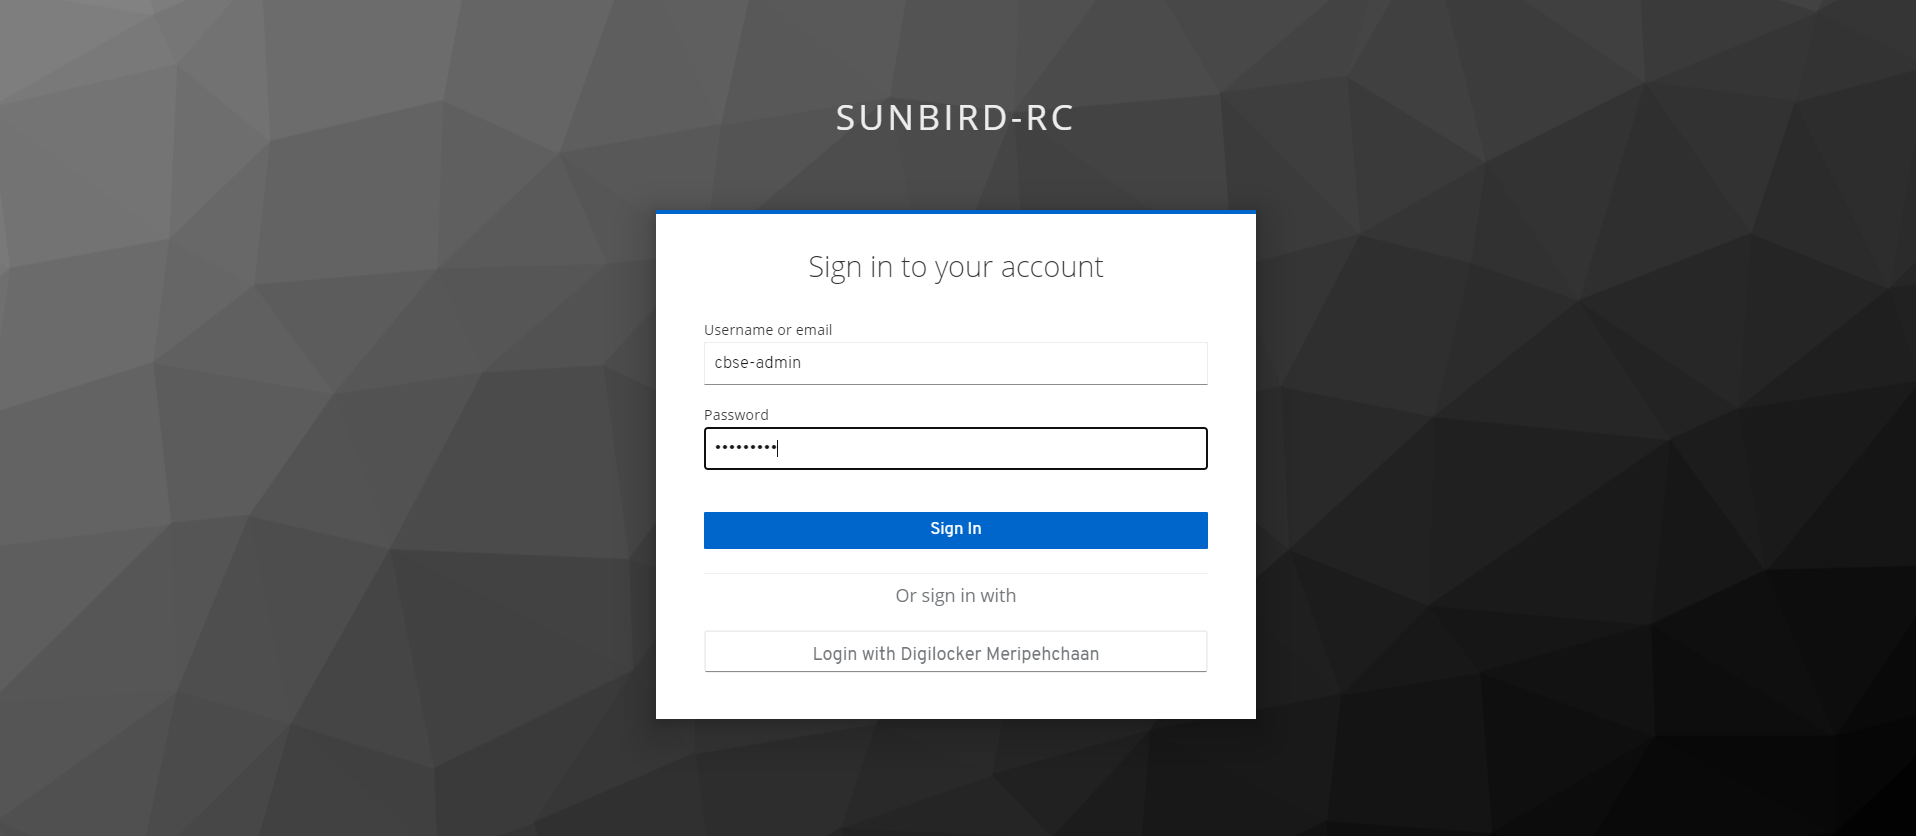 SUNBIRD-RC
Sign in to your account
Username or email
cbse-admin
Password
•••••••••
Sign In
Or sign in with
Login with Digilocker Meripehchaan